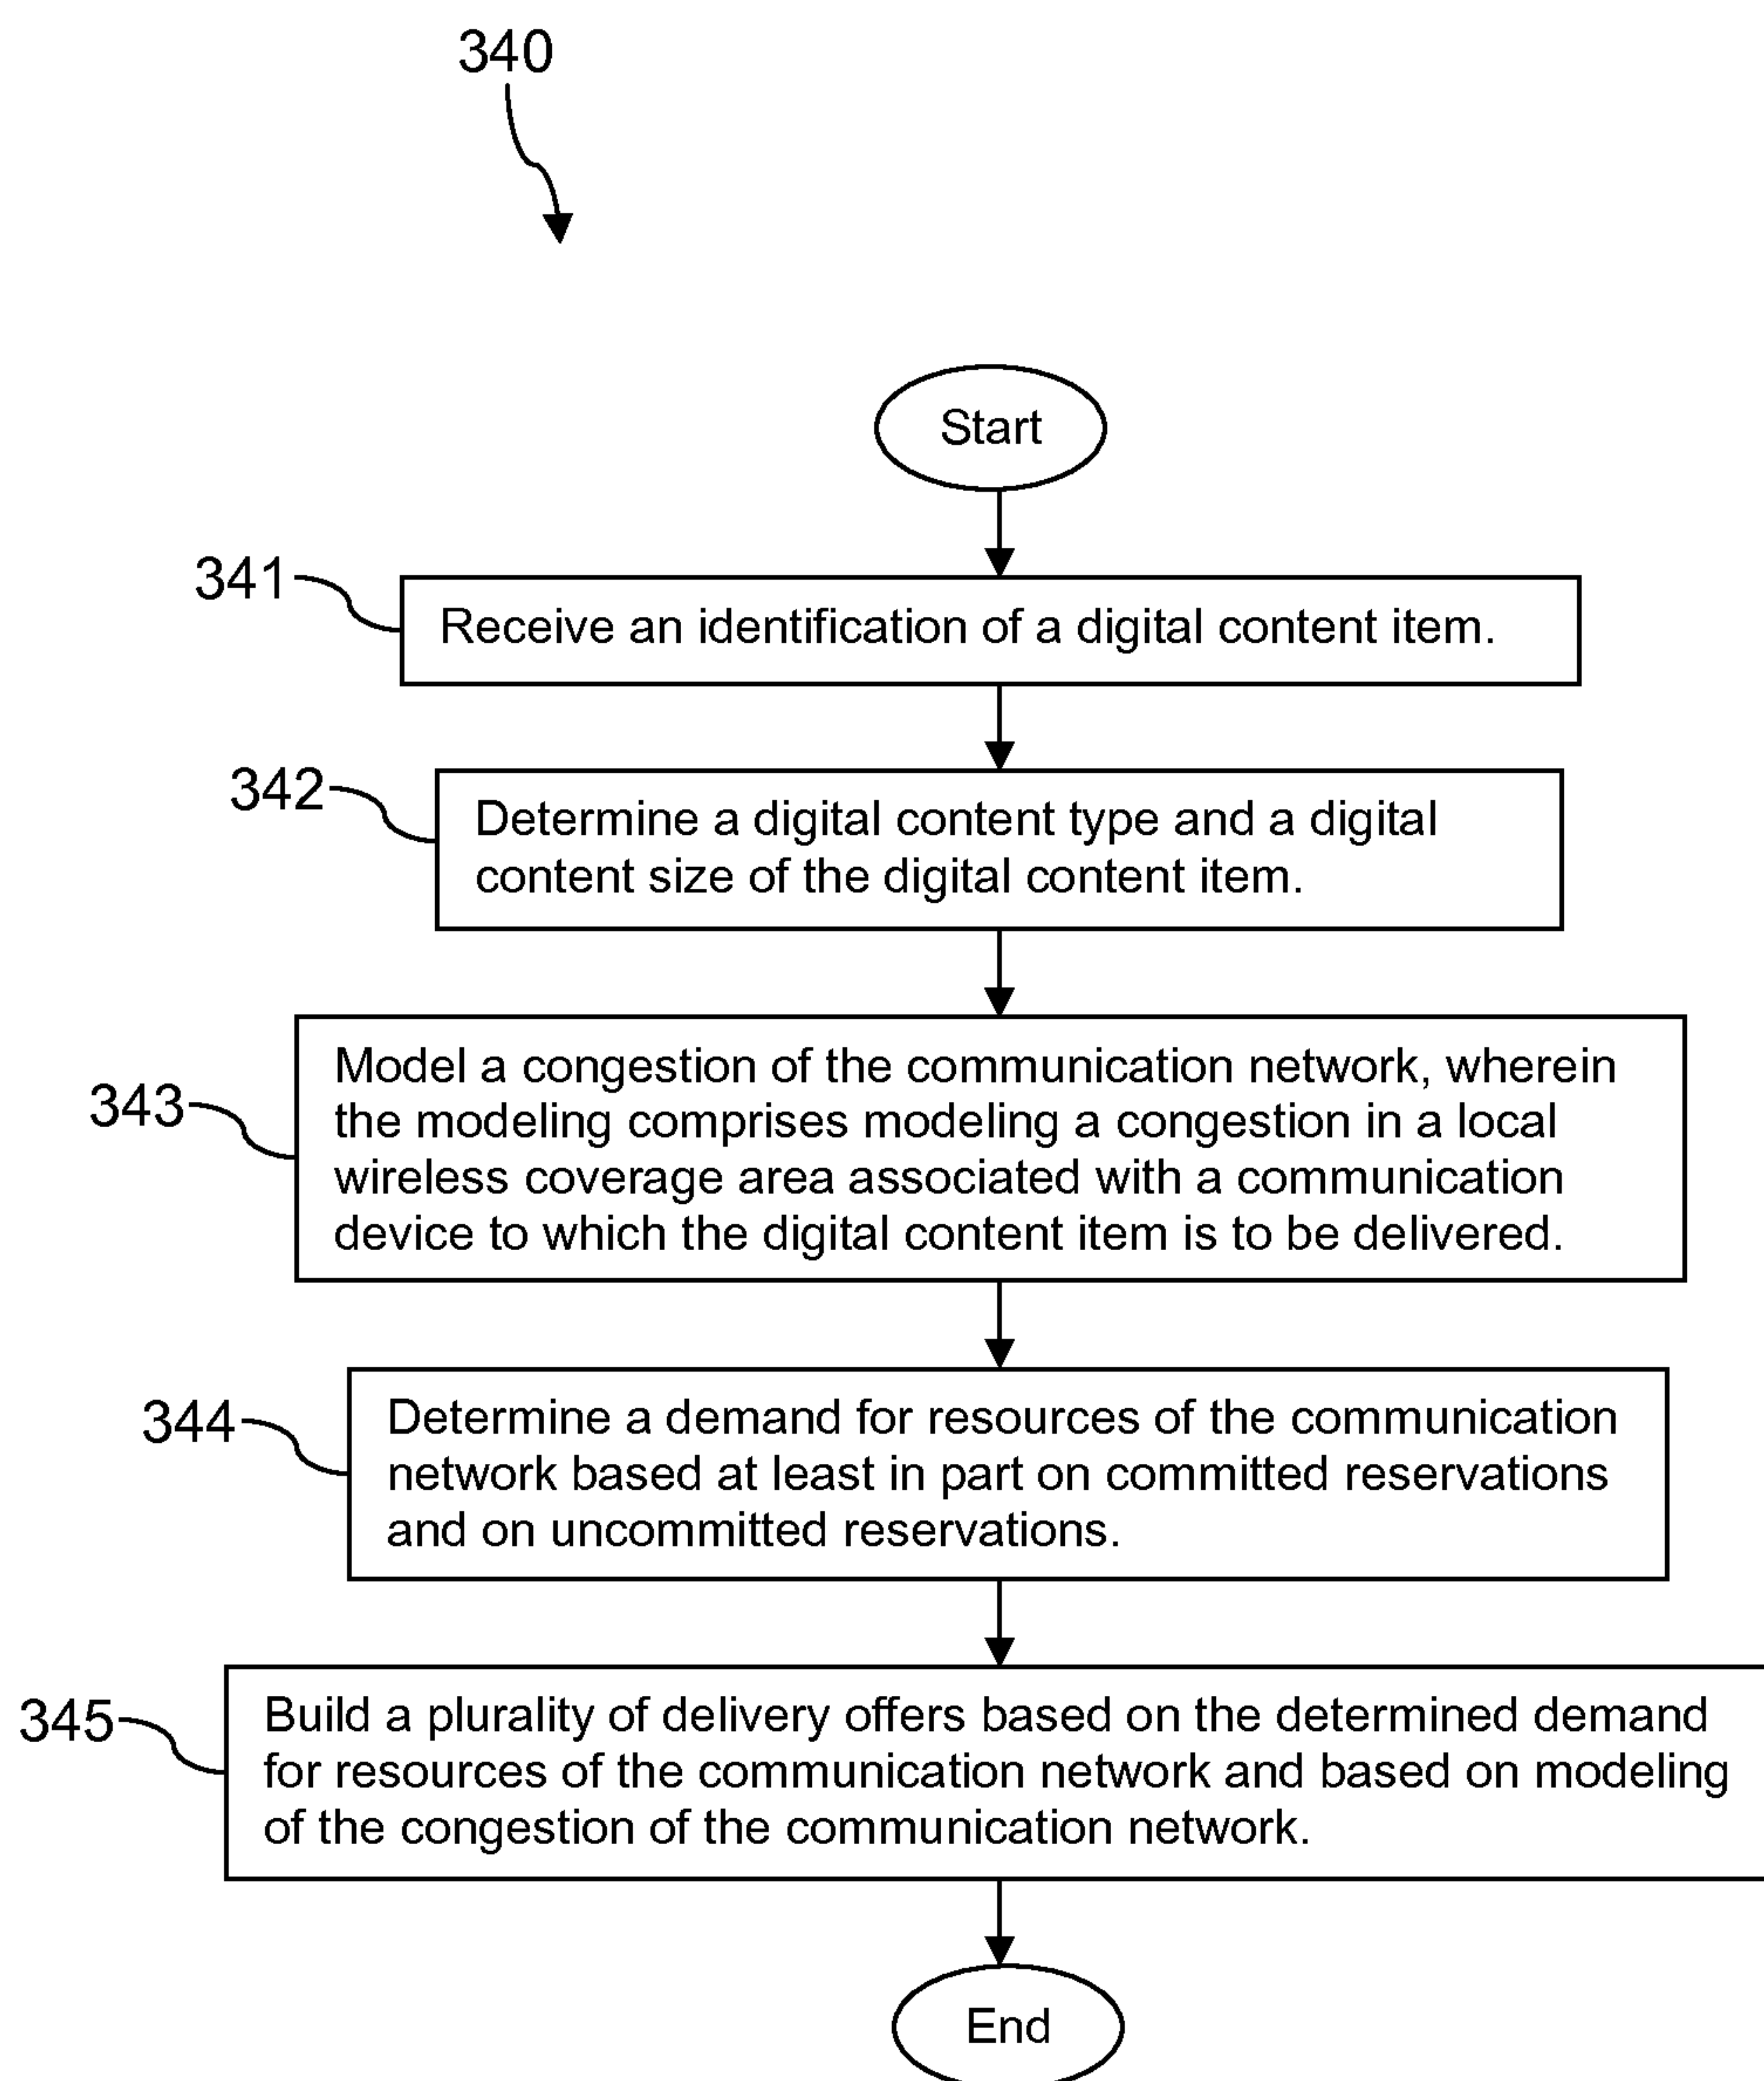 340
Start
341
Receive an identification of a digital content item.
342
Determine a digital content type and a digital
content size of the digital content item.
343
Model a congestion of the communication network, wherein
the modeling comprises modeling a congestion in a local
wireless coverage area associated with a communication
device to which the digital content item is to be delivered.
344
Determine a demand for resources of the communication
network based at least in part on committed reservations
and on uncommitted reservations.
345
Build a plurality of delivery offers based on the determined demand
for resources of the communication network and based on modeling
of the congestion of the communication network.
End